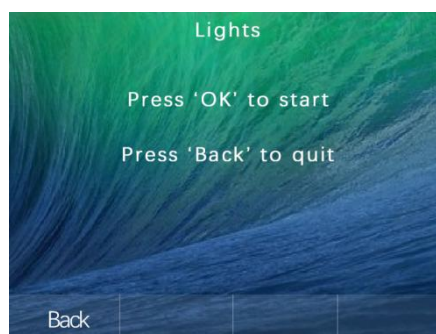 Lights
Press ‘OK’ to start
Press ‘Back’ to quit
Back